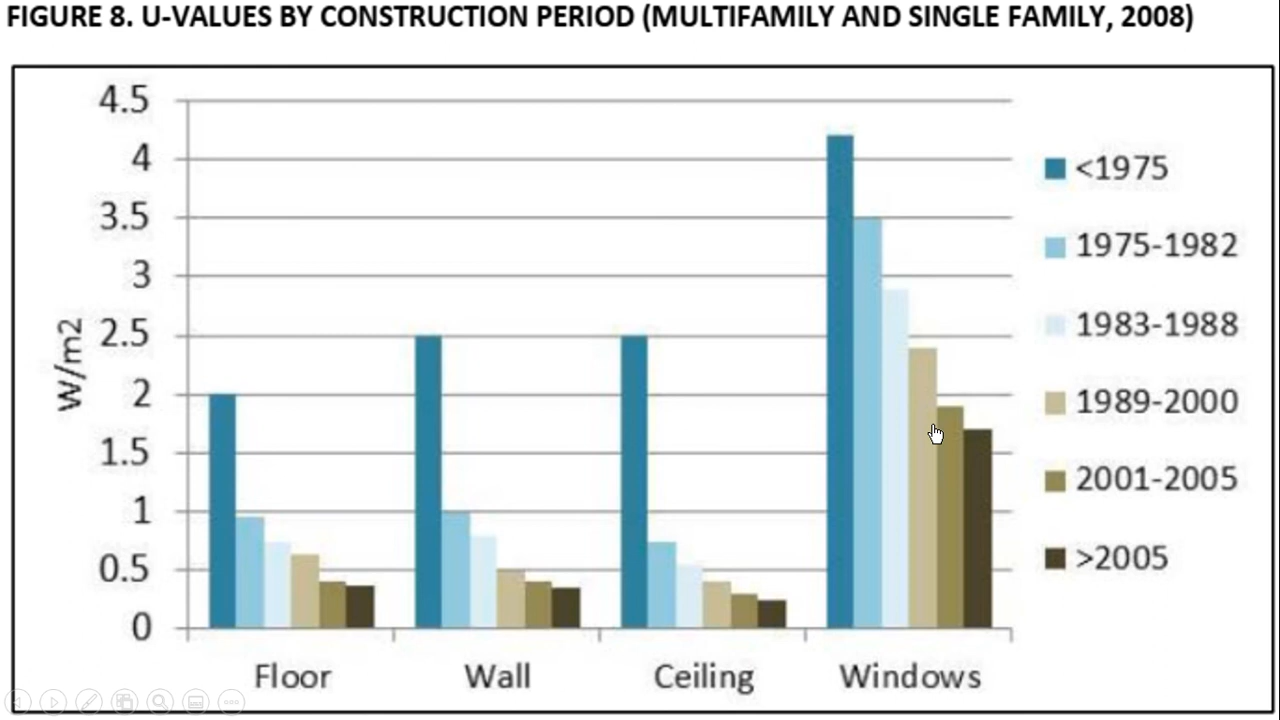 FIGURE 8. U-VALUES BY CONSTRUCTION PERIOD (MULTIFAMILY AND SINGLE FAMILY, 2008)
4.5
4
3.5
3
2.5
2
1.5
1
0.5
0
W/m2
Floor
Wall
Ceiling
Windows
<1975
1975-1982
1983-1988
1989-2000
2001-2005
>2005